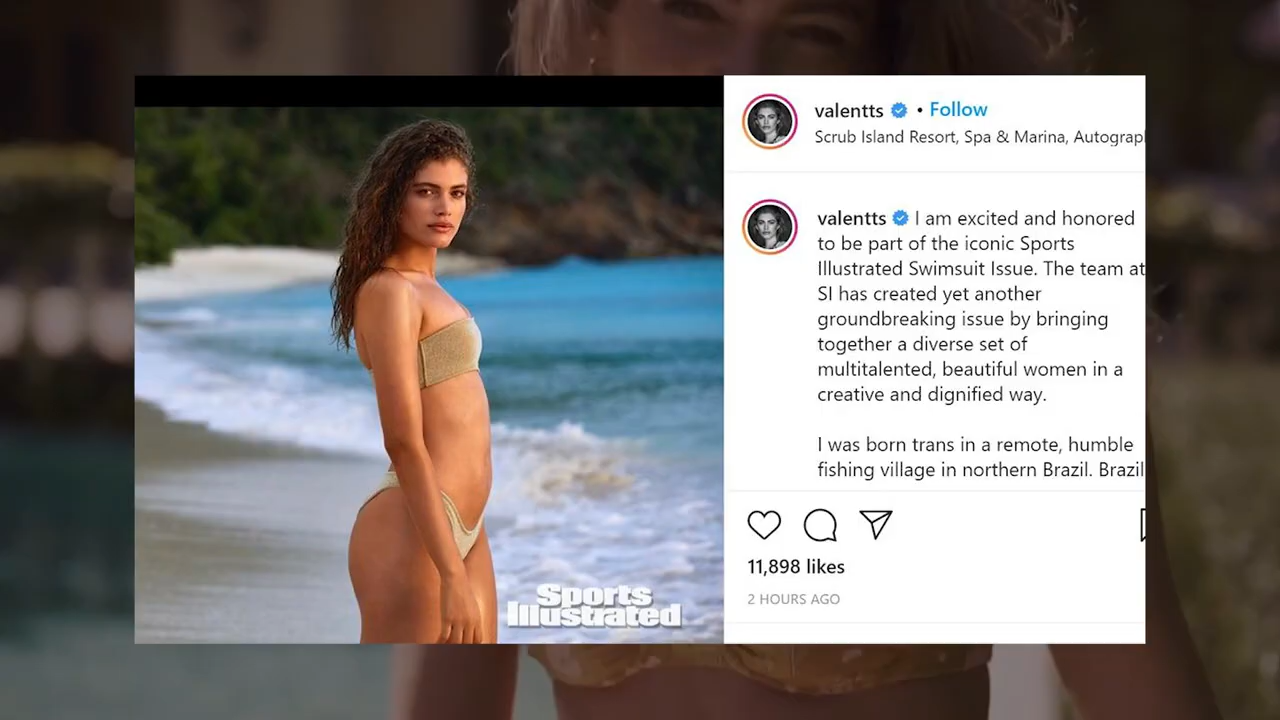 valentts • Follow
Scrub Island Resort, Spa & Marina, Autograp
valentts I am excited and honored
to be part of the iconic Sports
Illustrated Swimsuit Issue. The team at
SI has created yet another
groundbreaking issue by bringing
together a diverse set of
multitalented, beautiful women in a
creative and dignified way.
I was born trans in a remote, humble
fishing village in northern Brazil. Brazil
11,898 likes
2 HOURS AGO
Sports
Illustrated